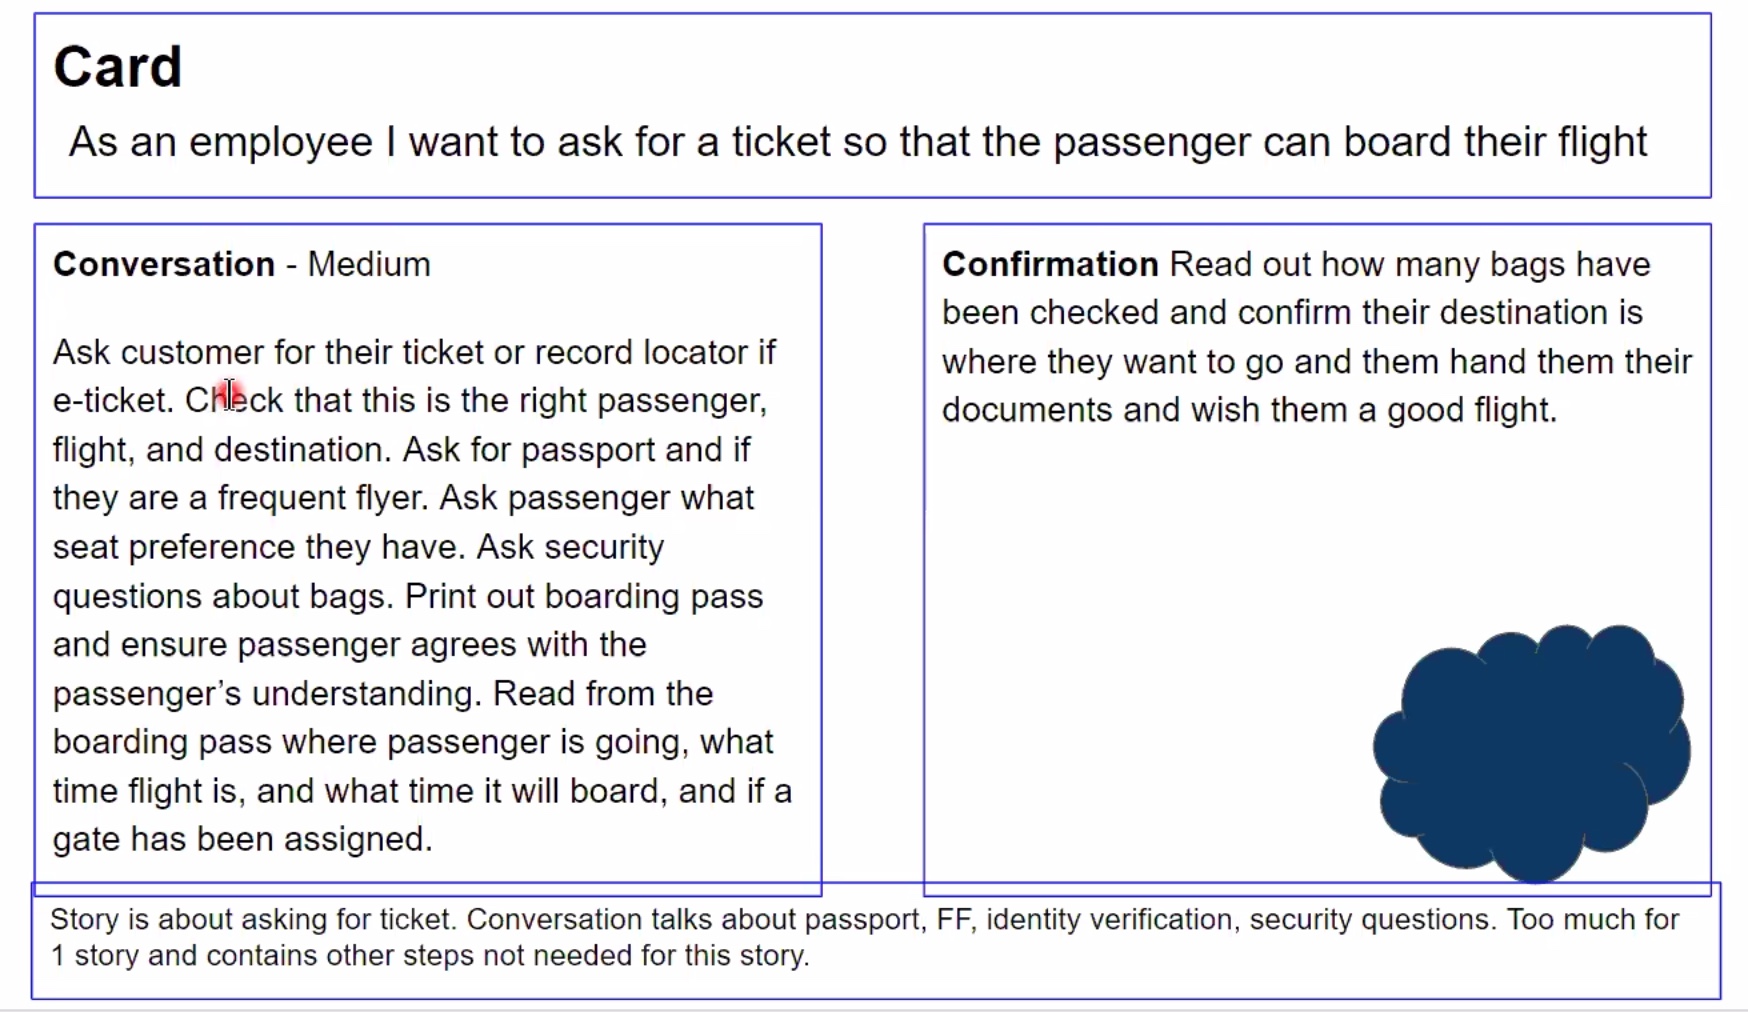 Card
As an employee I want to ask for a ticket so that the passenger can board their flight
Conversation - Medium
Ask customer for their ticket or record locator if
e-ticket. Check that this is the right passenger,
flight, and destination. Ask for passport and if
they are a frequent flyer. Ask passenger what
seat preference they have. Ask security
questions about bags. Print out boarding pass
and ensure passenger agrees with the
passenger’s understanding. Read from the
boarding pass where passenger is going, what
time flight is, and what time it will board, and if a
gate has been assigned.
Confirmation Read out how many bags have
been checked and confirm their destination is
where they want to go and them hand them their
documents and wish them a good flight.
Story is about asking for ticket. Conversation talks about passport, FF, identity verification, security questions. Too much for
1 story and contains other steps not needed for this story.